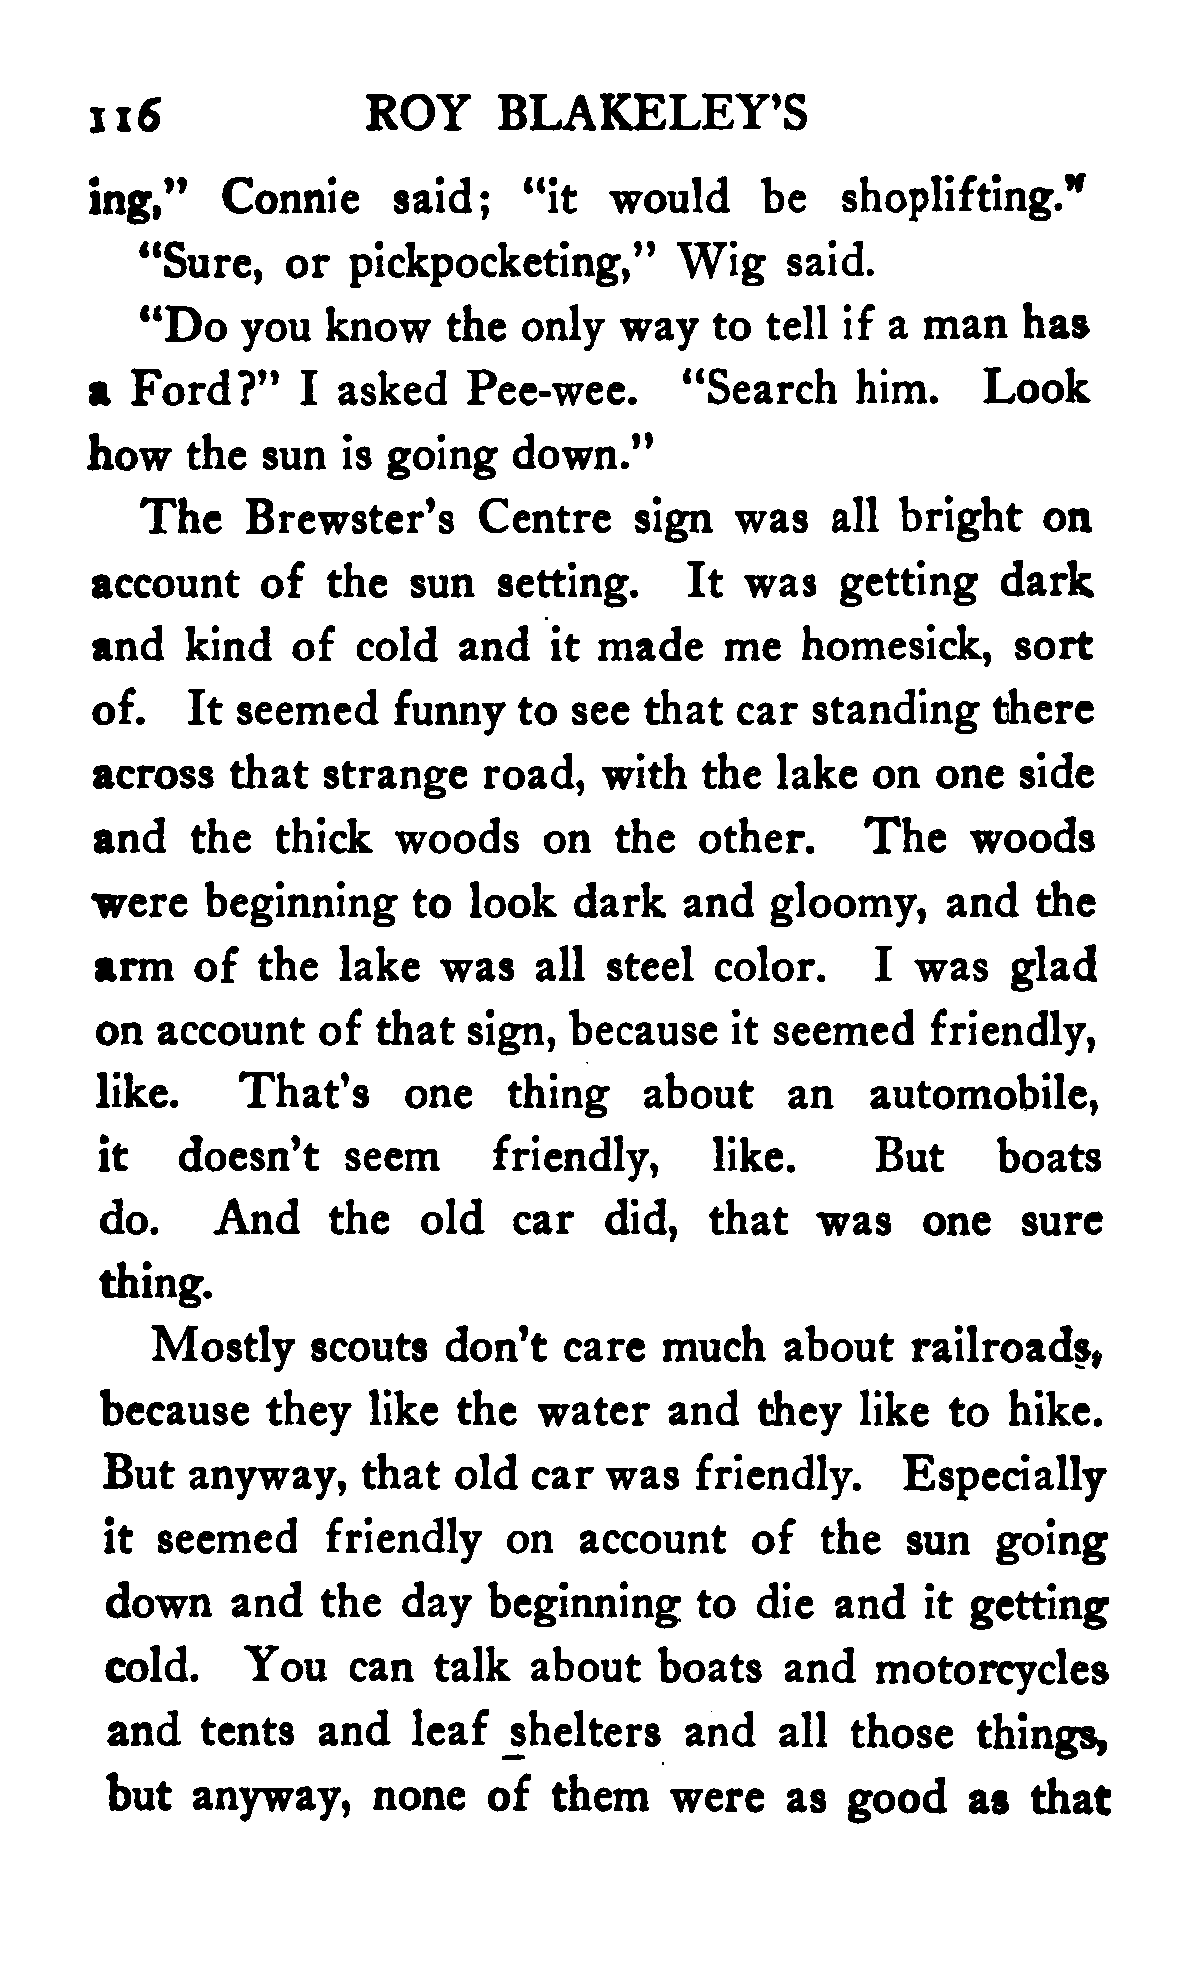 116 ROY BLAKELEY'S
ing," Connie said; "it would be shoplifting."
"Sure, or pickpocketing," Wig said.
"Do you know the only way to tell if a man has
a Ford?" I asked Pee-wee. "Search him. Look
how the sun is going down."
The Brewster's Centre sign was all bright on
account of the sun setting. It was getting dark
and kind of cold and it made me homesick, sort
of. It seemed funny to see that car standing there
across that strange road, with the lake on one side
and the thick woods on the other. The woods
were beginning to look dark and gloomy, and the
arm of the lake was all steel color. I was glad
on account of that sign, because it seemed friendly,
like. That's one thing about an automobile,
it doesn't seem friendly, like. But boats
do. And the old car did, that was one sure
thing.
Mostly scouts don't care much about railroads,
because they like the water and they like to hike.
But anyway, that old car was friendly. Especially
it seemed friendly on account of the sun going
down and the day beginning to die and it getting
cold. You can talk about boats and motorcycles
and tents and leaf shelters and all those things,
but anyway, none of them were as good as that